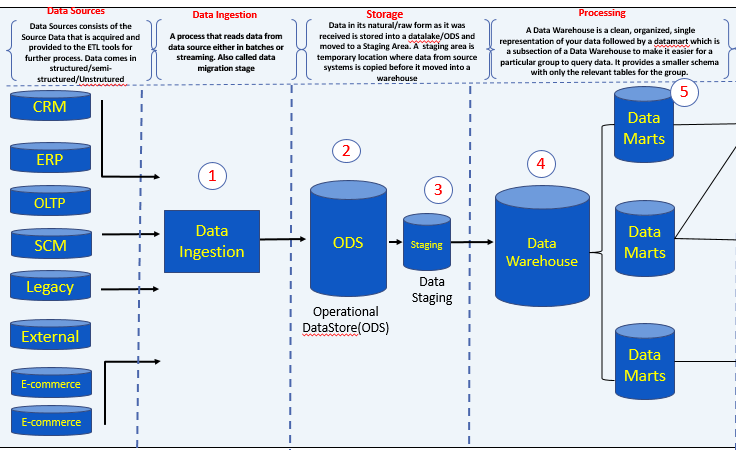 Data Sources
Data Sources consists of the
Source Data that is acquired and
provided to the ETL tools for
further process. Data comes in
structured/semi-
structured/Unstrutured
Data Ingestion
A process that reads data from
data source either in batches or
streaming. Also called data
migration stage
Storage
Data in its natural/raw form as it was
received is stored into a datalake/ODS and
moved to a Staging Area. A staging area is
temporary location where data from source
systems is copied before it moved into a
warehouse
Processing
A Data Warehouse is a clean, organized, single
representation of your data followed by a datamart which is
a subsection of a Data Warehouse to make it easier for a
particular group to query data. It provides a smaller schema
with only the relevant tables for the group.
CRM
ERP
OLTP
SCM
Legacy
External
E-commerce
E-commerce
1
Data
Ingestion
2
ODS
Operational
DataStore(ODS)
3
Staging
Data
Staging
4
Data
Warehouse
5
Data
Marts
Data
Marts
Data
Marts